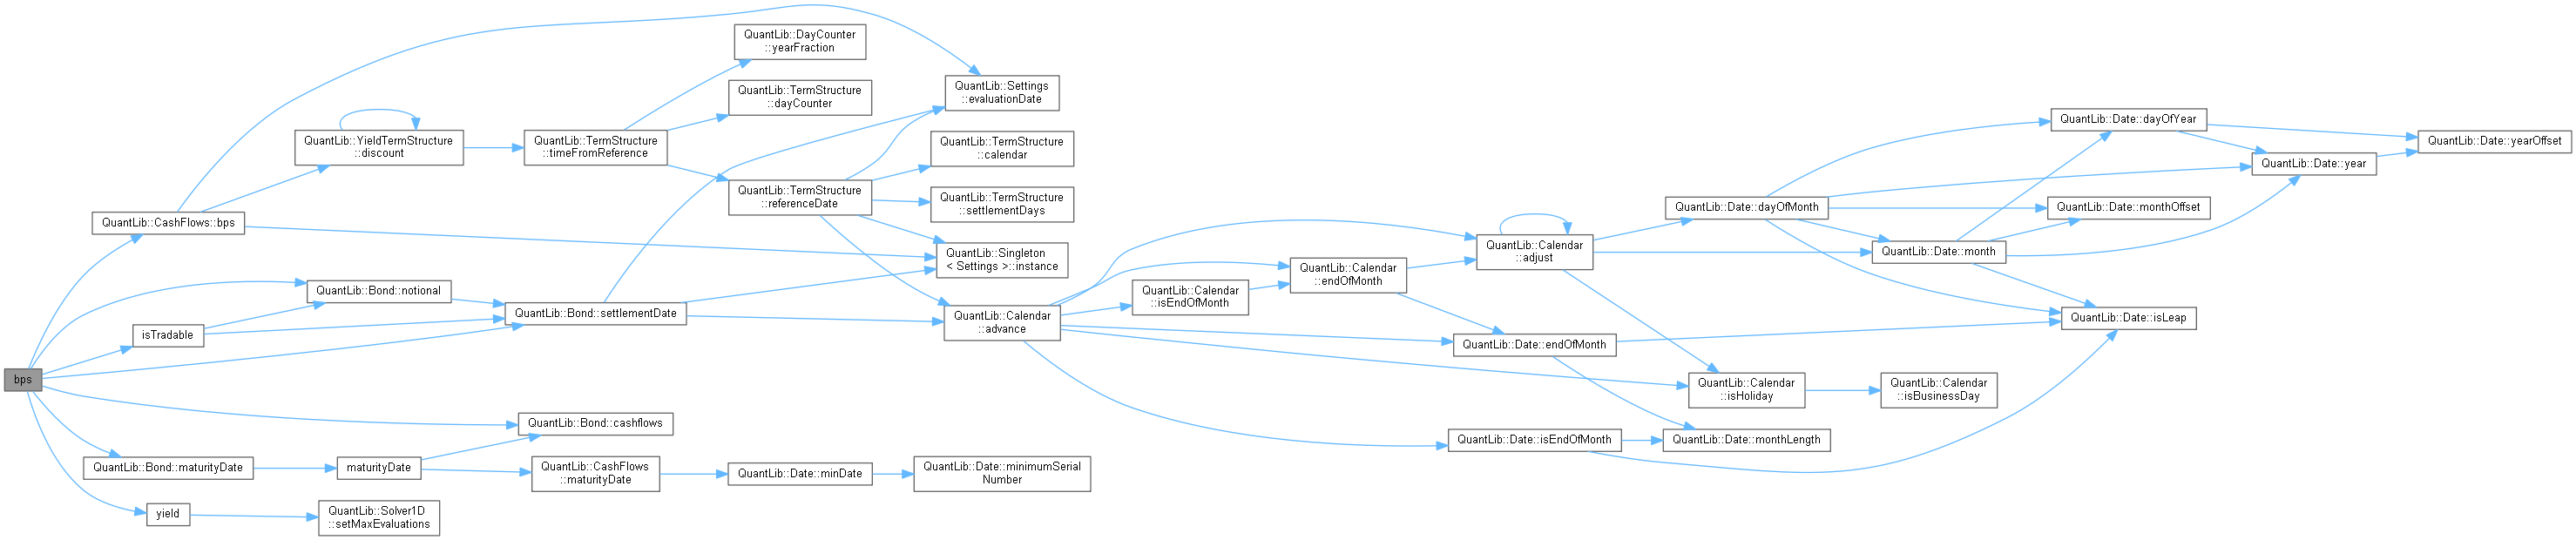 bps
QuantLib::CashFlows::bps
QuantLib::YieldTermStructure
::discount
QuantLib::TermStructure
::timeFromReference
QuantLib::DayCounter
::yearFraction
QuantLib::TermStructure
::dayCounter
QuantLib::TermStructure
::referenceDate
QuantLib::Settings
::evaluationDate
QuantLib::TermStructure
::calendar
QuantLib::TermStructure
::settlementDays
QuantLib::Singleton
< Settings >::instance
QuantLib::Calendar
::advance
QuantLib::Bond::notional
isTradable
QuantLib::Bond::settlementDate
QuantLib::Bond::cashflows
QuantLib::Bond::maturityDate
maturityDate
QuantLib::CashFlows
::maturityDate
QuantLib::Date::minDate
QuantLib::Date::minimumSerial
Number
yield
QuantLib::Solver1D
::setMaxEvaluations
QuantLib::Calendar
::isEndOfMonth
QuantLib::Calendar
::endOfMonth
QuantLib::Calendar
::adjust
QuantLib::Date::endOfMonth
QuantLib::Date::isEndOfMonth
QuantLib::Calendar
::isHoliday
QuantLib::Date::monthLength
QuantLib::Calendar
::isBusinessDay
QuantLib::Date::dayOfMonth
QuantLib::Date::month
QuantLib::Date::dayOfYear
QuantLib::Date::monthOffset
QuantLib::Date::isLeap
QuantLib::Date::year
QuantLib::Date::yearOffset